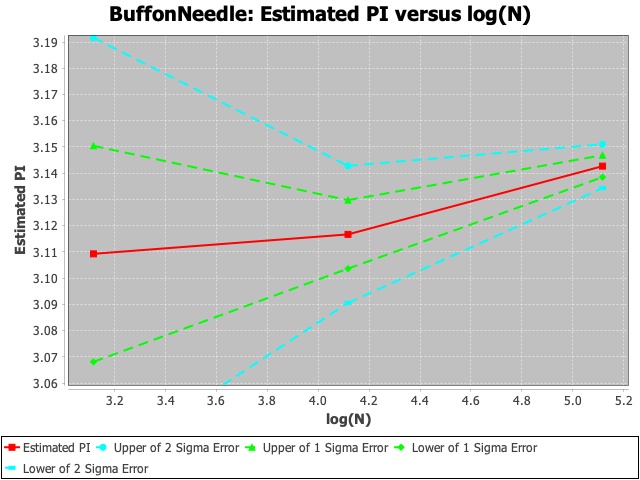 BuffonNeedle: Estimated PI versus log(N)
3.19
3.18
3.17
3.16
3.15
3.14
3.13
3.12
3.11
3.10
3.09
3.08
3.07
3.06
Estimated PI
3.2 3.4 3.6 3.8 4.0 4.2 4.4 4.6 4.8 5.0 5.2
log(N)
Estimated PI Upper of 2 Sigma Error Upper of 1 Sigma Error Lower of 1 Sigma Error
Lower of 2 Sigma Error